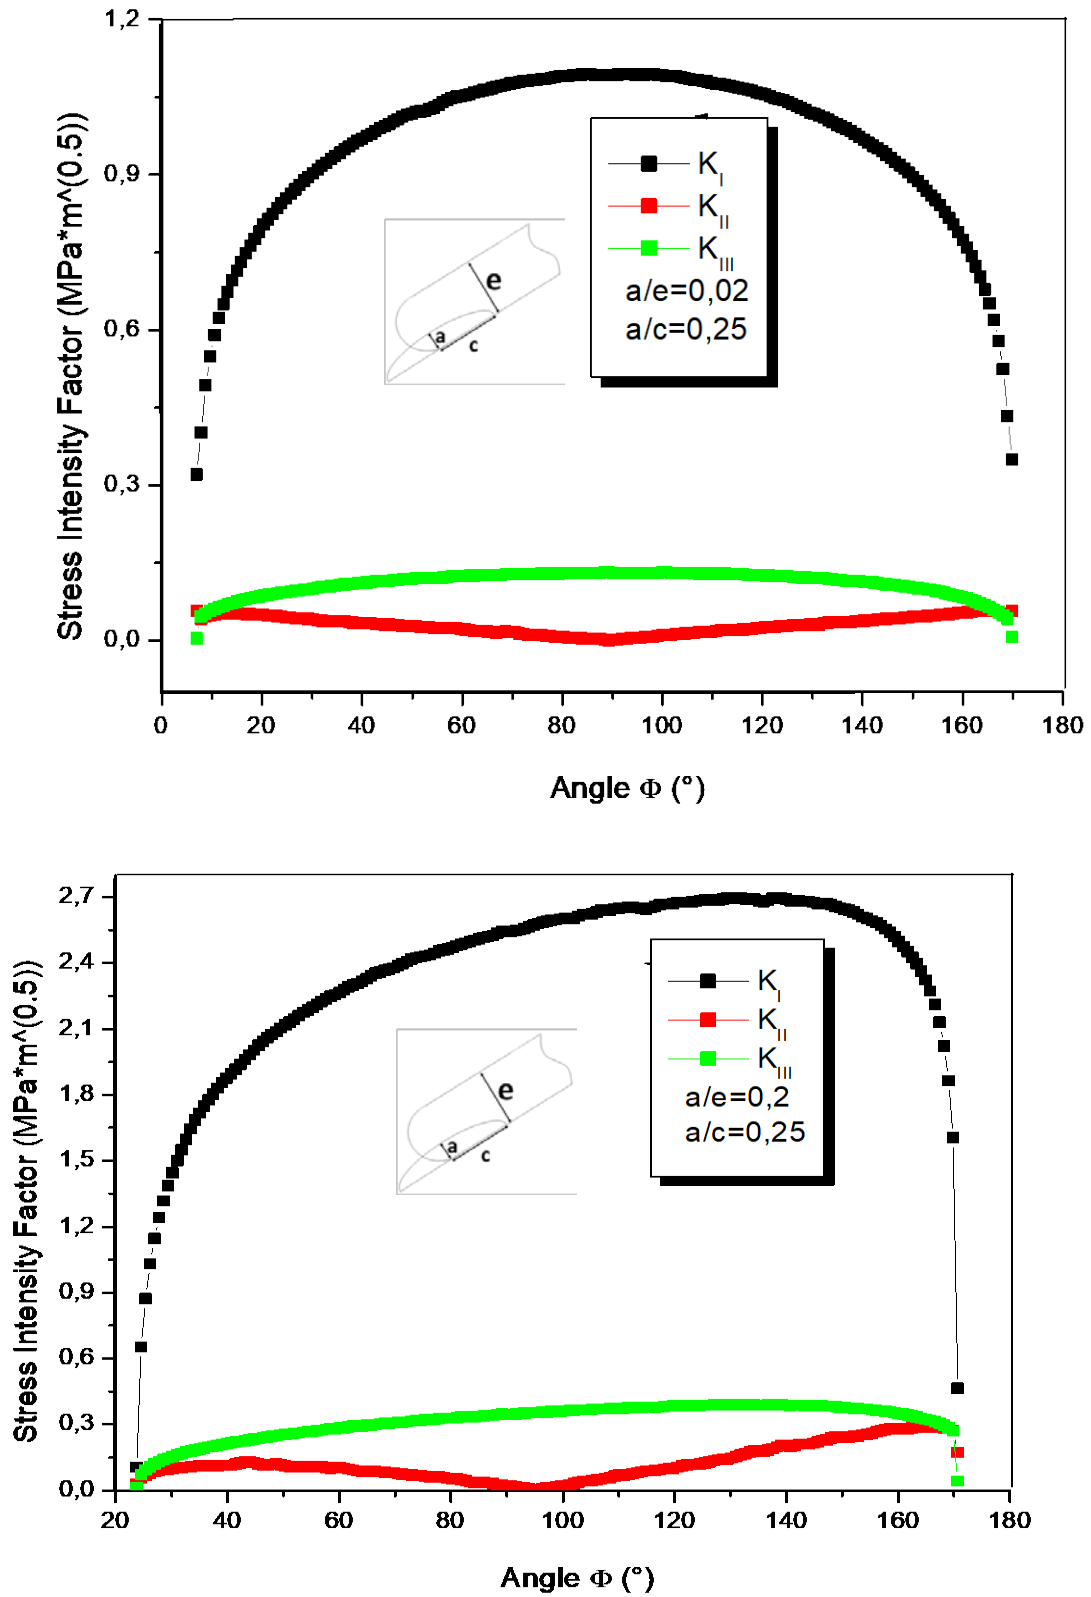 Stress Intensity Factor (MPa*m^(0.5))
1,2
0,9
0,6
0,3
0,0
K_I
K_II
K_III
a/e=0,02
a/c=0,25
e
a
c
0 20 40 60 80 100 120 140 160 180
Angle Φ (°)
Stress Intensity Factor (MPa*m^(0.5))
2,7
2,4
2,1
1,8
1,5
1,2
0,9
0,6
0,3
0,0
K_I
K_II
K_III
a/e=0,2
a/c=0,25
e
a
c
20 40 60 80 100 120 140 160 180
Angle Φ (°)